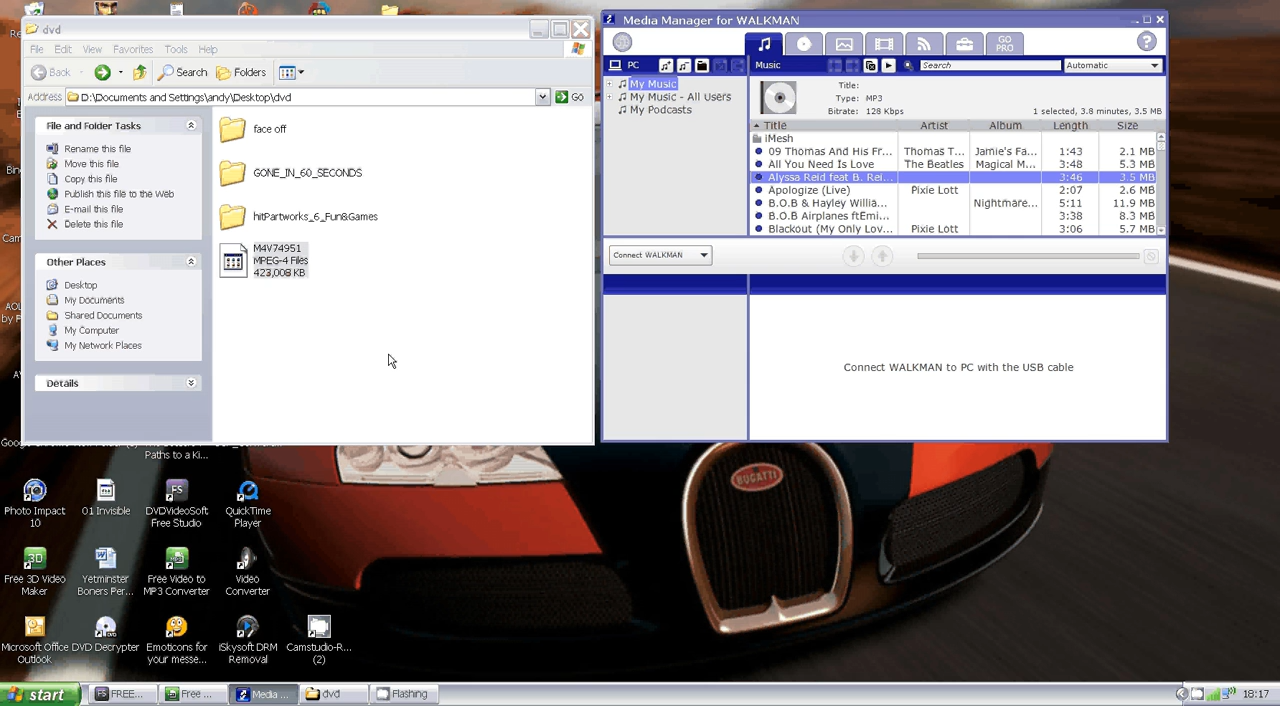 dvd
File Edit View Favorites Tools Help
Back Search Folders
Address D:\Documents and Settings\andy\Desktop\dvd Go
File and Folder Tasks
Rename this file
Move this file
Copy this file
Publish this file to the Web
E-mail this file
Delete this file
Other Places
Desktop
My Documents
Shared Documents
My Computer
My Network Places
Details
face off
GONE_IN_60_SECONDS
hitPartworks_6_Fun&Games
M4V74951
MPEG-4 Files
423,008 KB
Media Manager for WALKMAN
GO
PRO
?
PC Music Search Automatic
My Music
My Music - All Users
My Podcasts
Title:
Type: MP3
Bitrate: 128 Kbps 1 selected, 3.8 minutes, 3.5 MB
Title Artist Album Length Size
iMesh
09 Thomas And His Fr... Thomas T... Jamie's Fa... 1:43 2.1 MB
All You Need Is Love The Beatles Magical M... 3:48 5.3 MB
Alyssa Reid feat B. Rei... 3:46 3.5 MB
Apologize (Live) Pixie Lott 2:07 2.6 MB
B.O.B & Hayley Willia... Nightmare... 5:11 11.9 MB
B.O.B Airplanes ftEmi... 3:38 8.3 MB
Blackout (My Only Lov... Pixie Lott 3:06 5.7 MB
Connect WALKMAN
Connect WALKMAN to PC with the USB cable
Paths to a Ki...
BUGATTI
Photo Impact
10
01 Invisible
DVDVideoSoft
Free Studio
QuickTime
Player
Free 3D Video
Maker
Yetminster
Boners Per...
Free Video to
MP3 Converter
Video
Converter
Microsoft Office
Outlook
DVD Decrypter
Emoticons for
your messe...
iSkysoft DRM
Removal
Camstudio-R...
(2)
start FREE... Free ... Media ... dvd Flashing 18:17